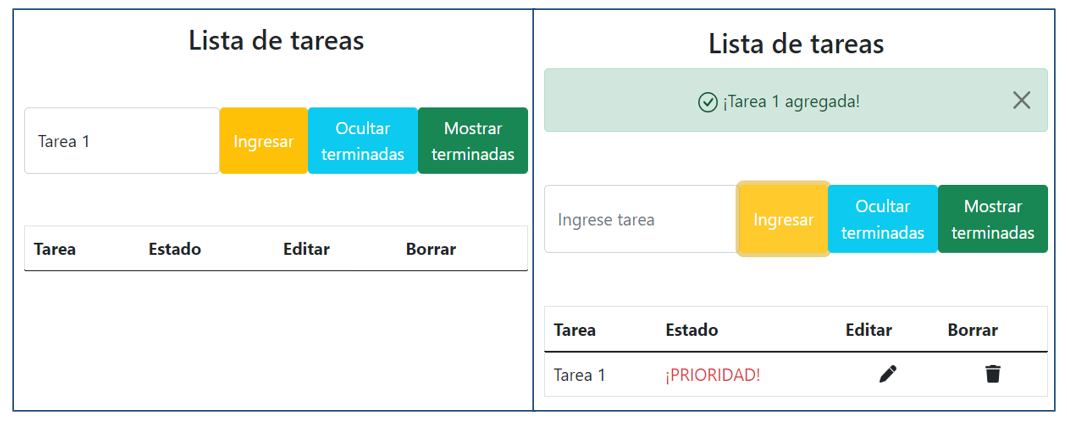 Lista de tareas
Tarea 1
Ingresar
Ocultar
terminadas
Mostrar
terminadas
Tarea Estado Editar Borrar
Lista de tareas
¡Tarea 1 agregada!
Ingrese tarea
Ingresar
Ocultar
terminadas
Mostrar
terminadas
Tarea Estado Editar Borrar
Tarea 1 ¡PRIORIDAD!